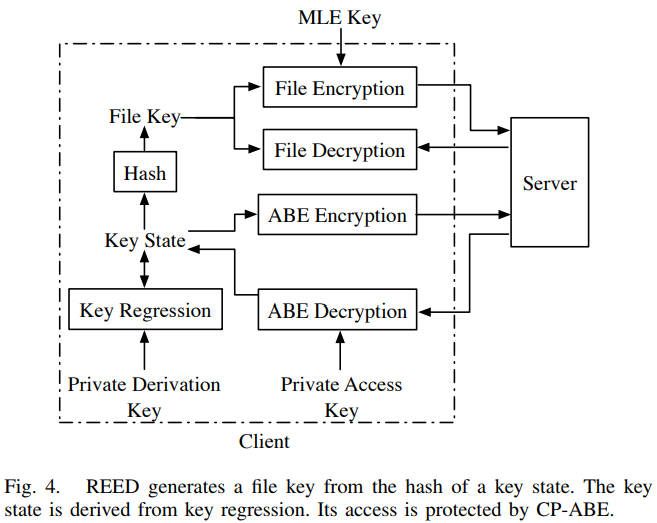 MLE Key
File Encryption
File Key
File Decryption
Hash
Server
ABE Encryption
Key State
Key Regression
ABE Decryption
Private Derivation
Key
Private Access
Key
Client
Fig. 4. REED generates a file key from the hash of a key state. The key
state is derived from key regression. Its access is protected by CP-ABE.